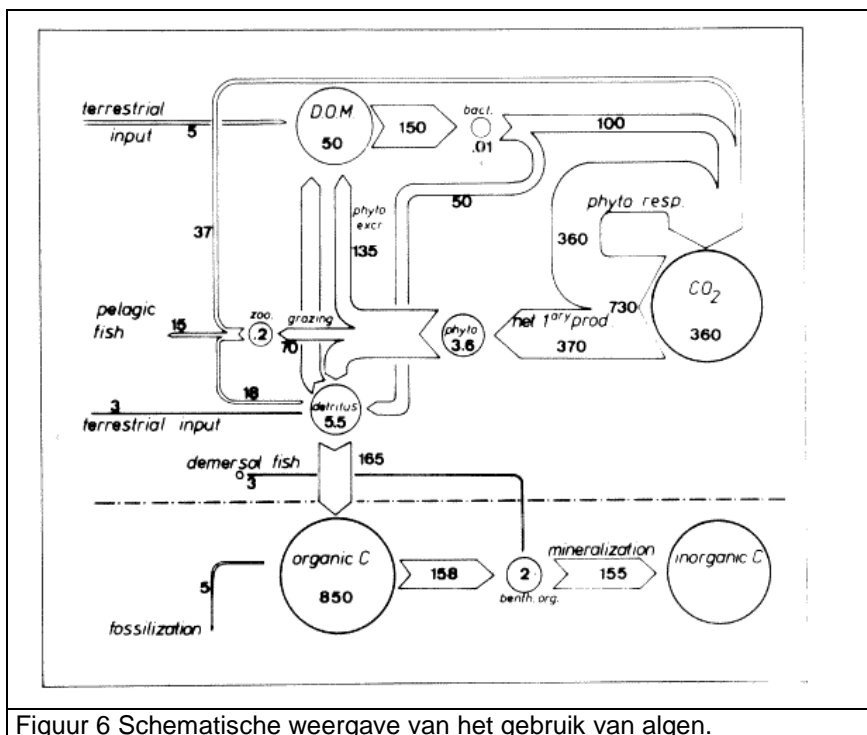 terrestrial
input
5
D.O.M.
50
150
bact.
.01
100
50
phyto
excr
135
37
phyto resp.
360
CO2
360
730
net 1ary prod.
370
phyto
3.6
grazing
70
zoo.
.2
pelagic
fish
15
18
detritus
5.5
3
terrestrial input
demersal fish
3
165
organic C
850
158
2
benth. org.
mineralization
155
inorganic C
5
fossilization
Figuur 6 Schematische weergave van het gebruik van algen.